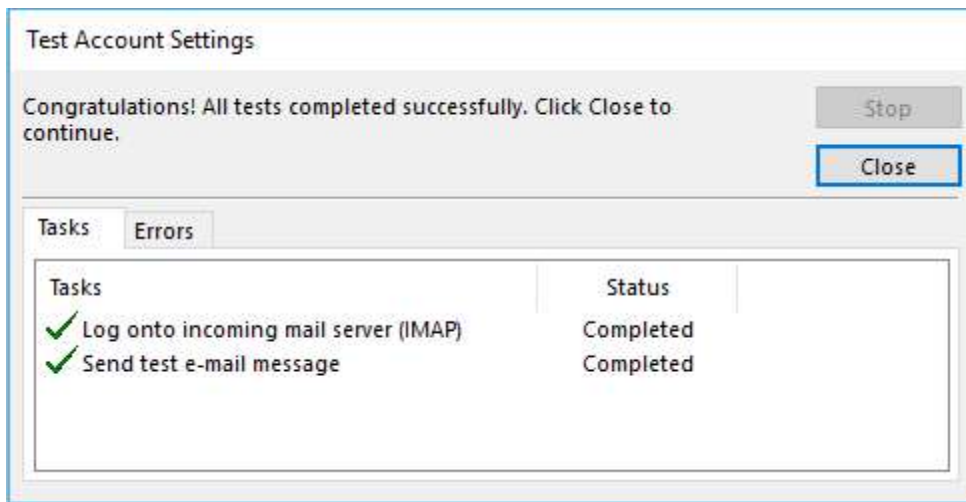 Test Account Settings
Congratulations! All tests completed successfully. Click Close to
continue.
Stop
Close
Tasks Errors
Tasks Status
Log onto incoming mail server (IMAP) Completed
Send test e-mail message Completed